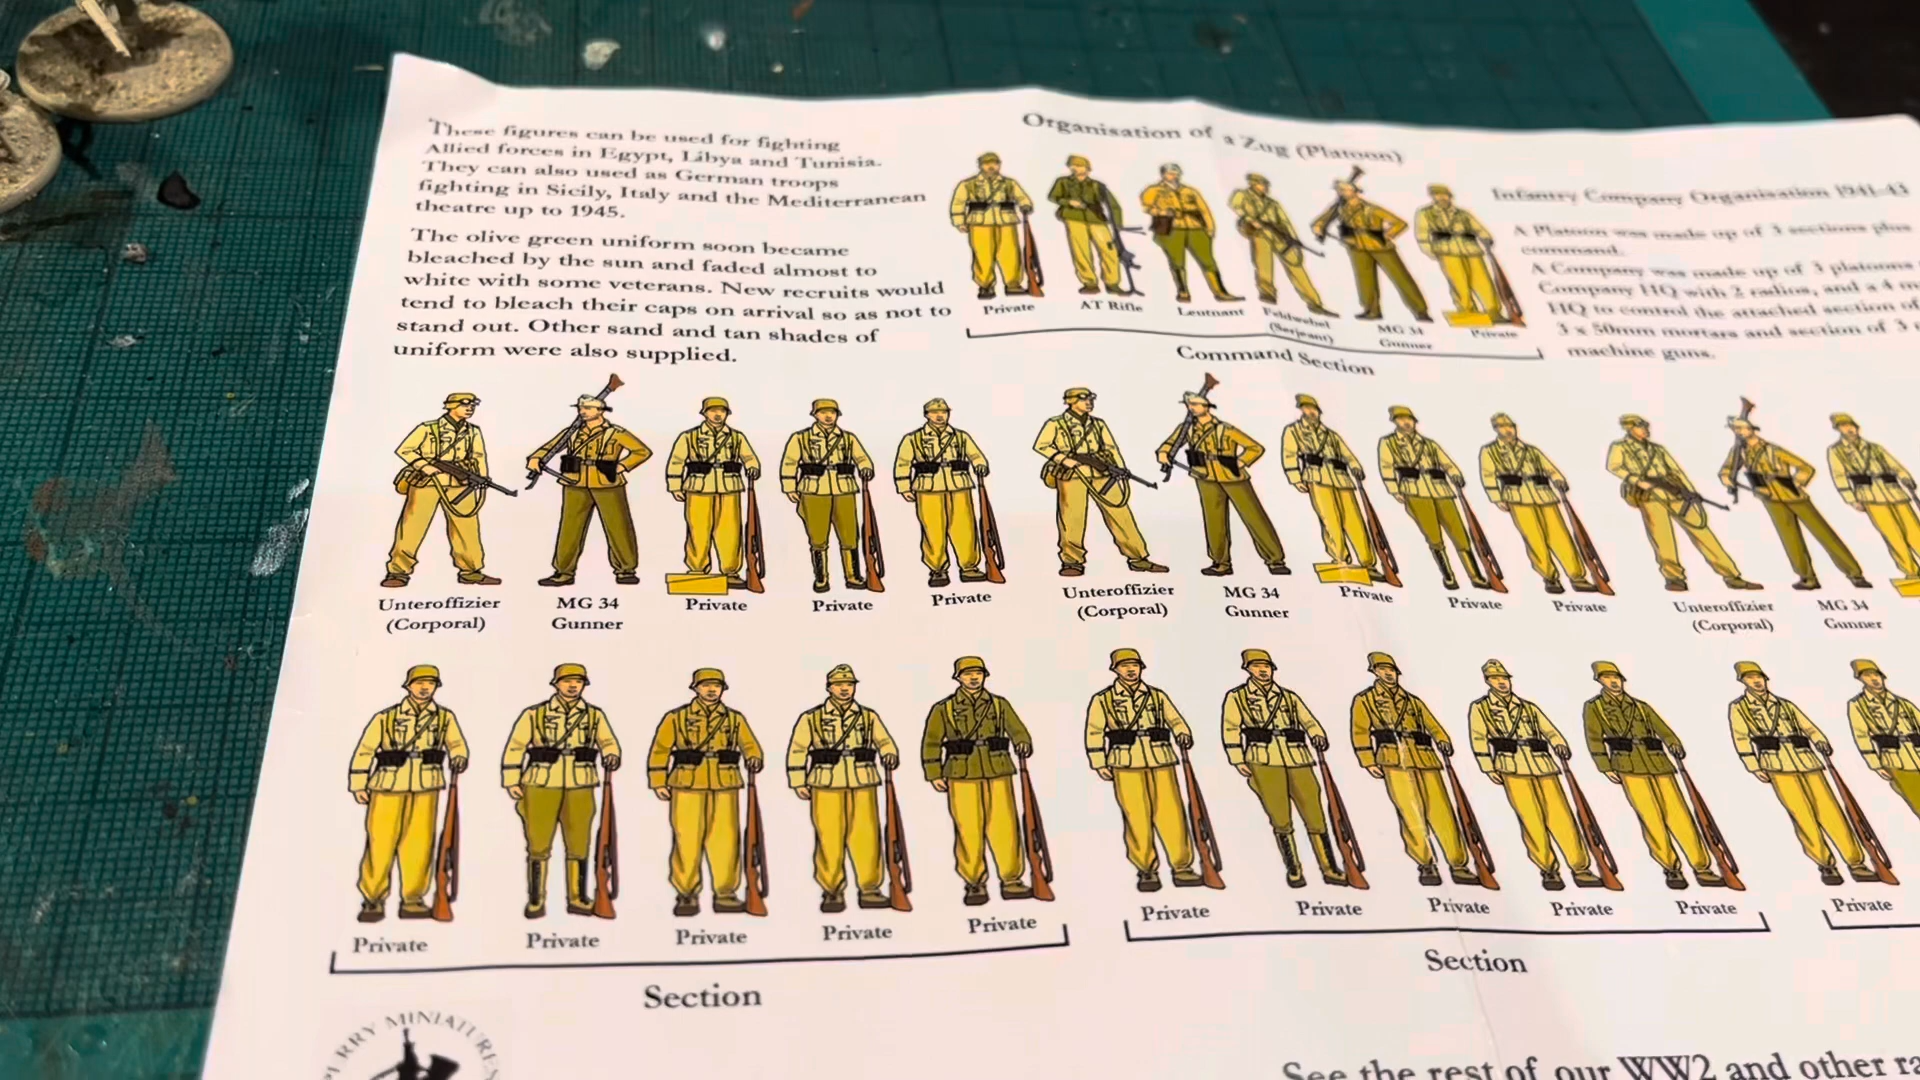 These figures can be used for fighting
Allied forces in Egypt, Libya and Tunisia.
They can also used as German troops
fighting in Sicily, Italy and the Mediterranean
theatre up to 1945.
The olive green uniform soon became
bleached by the sun and faded almost to
white with some veterans. New recruits would
tend to bleach their caps on arrival so as not to
stand out. Other sand and tan shades of
uniform were also supplied.
Organisation of a Zug (Platoon)
Private
AT Rifle
Leutnant
Feldwebel
(Serjeant)
MG 34
Gunner
Private
Command Section
Infantry Company Organisation 1941-43
A Platoon was made up of 3 sections plus
command.
A Company was made up of 3 platoons
Company HQ with 2 radios, and a 4 m
HQ to control the attached section of
3 x 50mm mortars and section of 3
machine guns.
Unteroffizier
(Corporal)
MG 34
Gunner
Private
Private
Private
Unteroffizier
(Corporal)
MG 34
Gunner
Private
Private
Private
Unteroffizier
(Corporal)
MG 34
Gunner
Private
Private
Private
Private
Private
Section
Private
Private
Private
Private
Private
Section
Private
PERRY MINIATURES
See the rest of our WW2 and other ra